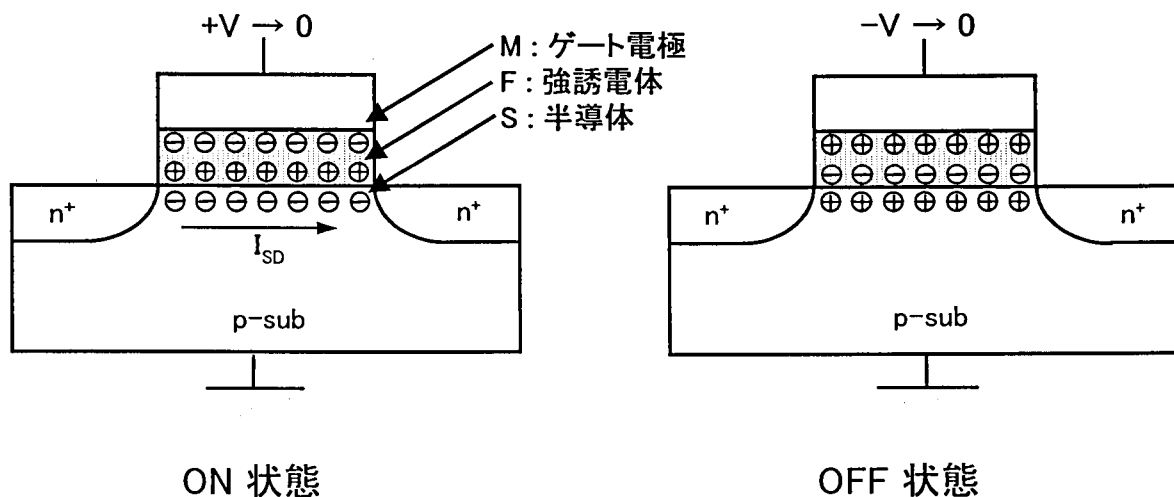 +V → 0
M : ゲート電極
F : 強誘電体
S : 半導体
n⁺
n⁺
I_SD
p-sub
ON 状態
−V → 0
n⁺
n⁺
p-sub
OFF 状態